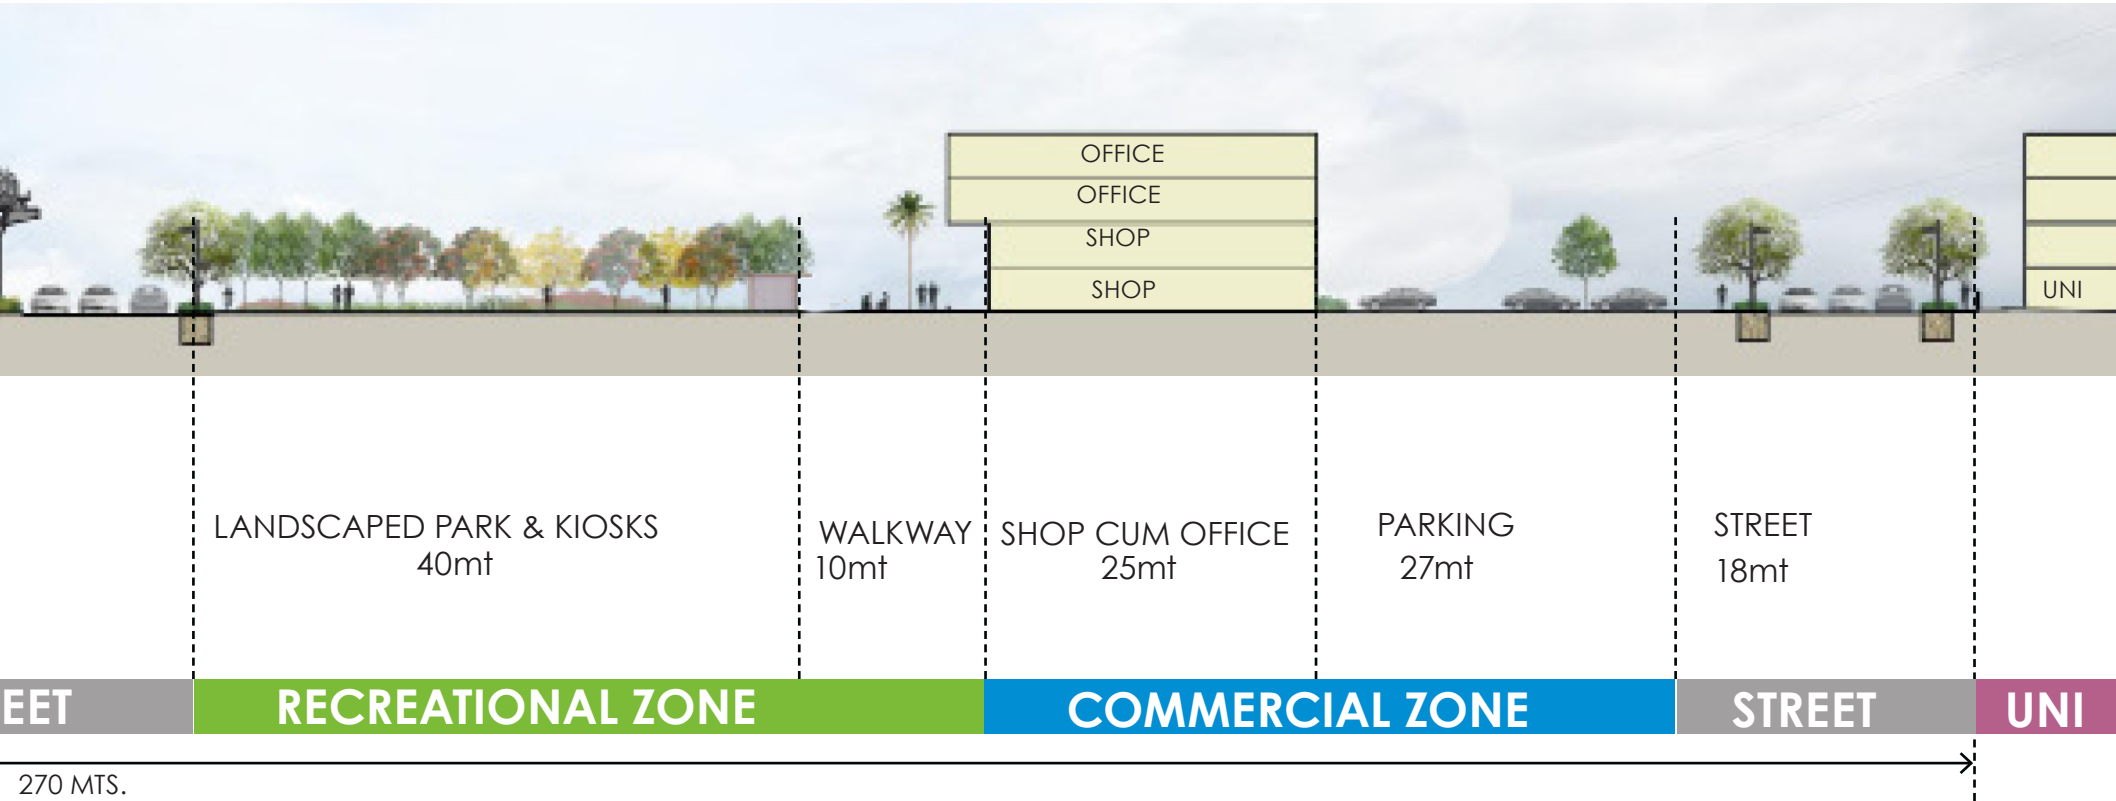 OFFICE
OFFICE
SHOP
SHOP
UNI
LANDSCAPED PARK & KIOSKS
40mt
WALKWAY
10mt
SHOP CUM OFFICE
25mt
PARKING
27mt
STREET
18mt
EET
RECREATIONAL ZONE
COMMERCIAL ZONE
STREET
UNI
270 MTS.